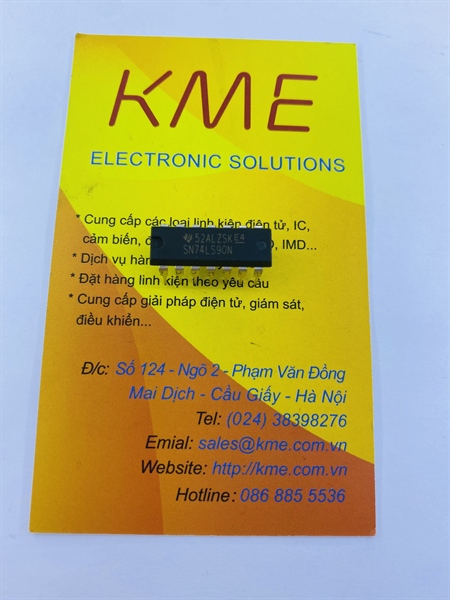 KME
ELECTRONIC SOLUTIONS
* Cung cấp các loại linh kiện điện tử, IC,
cảm biến, IMD...
* Dịch vụ hàn
* Đặt hàng linh kiện theo yêu cầu
* Cung cấp giải pháp điện tử, giám sát,
điều khiển...
52ALZSK E4
SN74LS90N
Đ/c: Số 124 - Ngõ 2 - Phạm Văn Đồng
Mai Dịch - Cầu Giấy - Hà Nội
Tel: (024) 38398276
Emial: sales@kme.com.vn
Website: http://kme.com.vn
Hotline: 086 885 5536